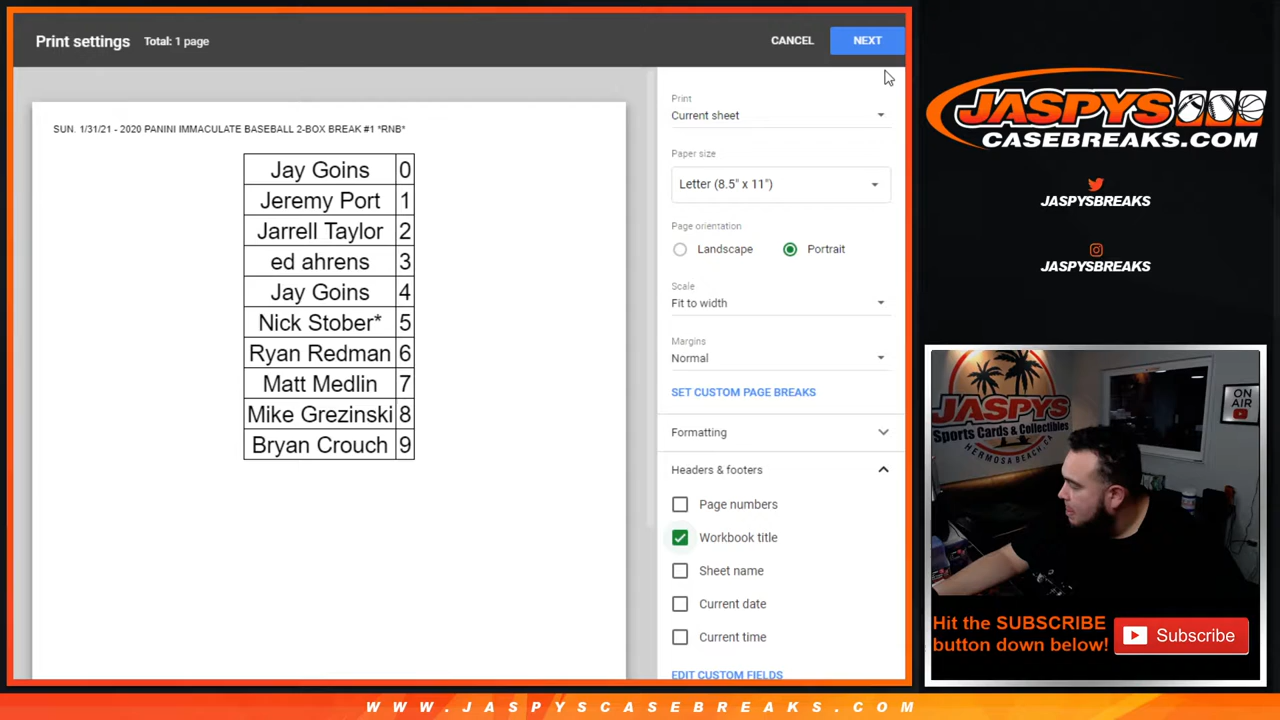 Print settings Total: 1 page CANCEL NEXT
SUN. 1/31/21 - 2020 PANINI IMMACULATE BASEBALL 2-BOX BREAK #1 *RNB*
Jay Goins 0
Jeremy Port 1
Jarrell Taylor 2
ed ahrens 3
Jay Goins 4
Nick Stober* 5
Ryan Redman 6
Matt Medlin 7
Mike Grezinski 8
Bryan Crouch 9
Print
Current sheet
Paper size
Letter (8.5" x 11")
Page orientation
Landscape Portrait
Scale
Fit to width
Margins
Normal
SET CUSTOM PAGE BREAKS
Formatting
Headers & footers
Page numbers
Workbook title
Sheet name
Current date
Current time
EDIT CUSTOM FIELDS
JASPYS
CASEBREAKS.COM
JASPYSBREAKS
JASPYSBREAKS
JASPYS
Sports Cards & Collectibles
HERMOSA BEACH, CA
ON
AIR
Hit the SUBSCRIBE
button down below!
Subscribe
WWW.JASPYSCASEBREAKS.COM